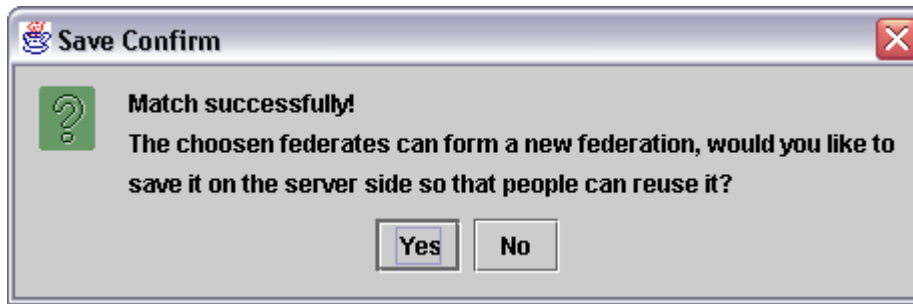 Save Confirm
Match successfully!
The choosen federates can form a new federation, would you like to
save it on the server side so that people can reuse it?
Yes No